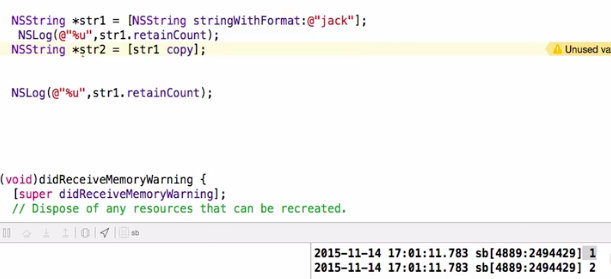 NSString *str1 = [NSString stringWithFormat:@"jack"];
NSLog(@"%u",str1.retainCount);
NSString *str2 = [str1 copy];
Unused va
NSLog(@"%u",str1.retainCount);
(void)didReceiveMemoryWarning {
[super didReceiveMemoryWarning];
// Dispose of any resources that can be recreated.
sb
2015-11-14 17:01:11.783 sb[4889:2494429] 1
2015-11-14 17:01:11.783 sb[4889:2494429] 2